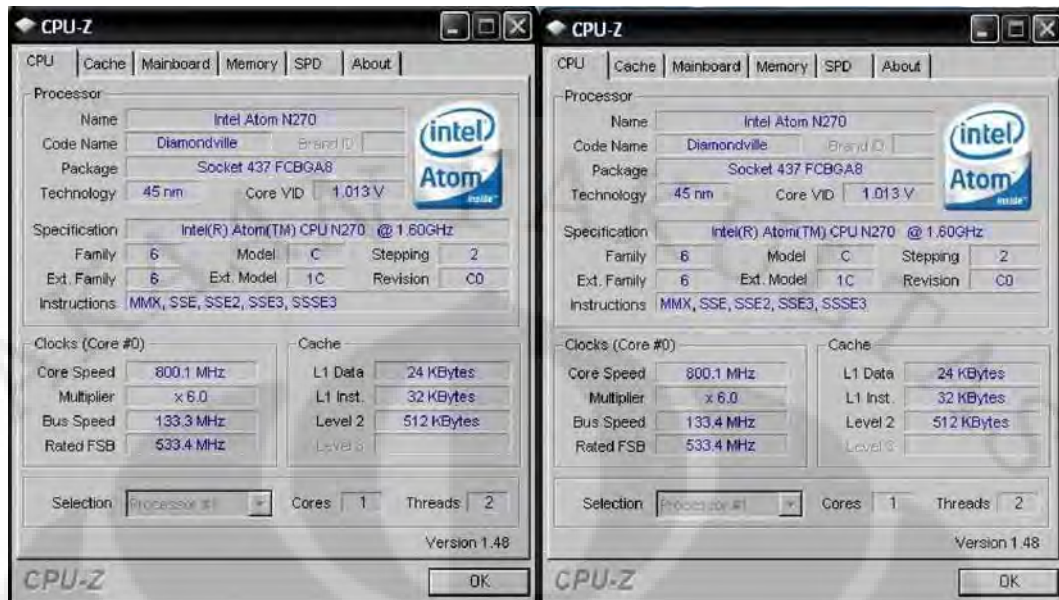 CPU-Z
CPU Cache Mainboard Memory SPD About
Processor
Name Intel Atom N270
Code Name Diamondville Brand ID
Package Socket 437 FCBGA8
Technology 45 nm Core VID 1.013 V
intel
Atom
inside
Specification Intel(R) Atom(TM) CPU N270 @ 1.60GHz
Family 6 Model C Stepping 2
Ext. Family 6 Ext. Model 1C Revision C0
Instructions MMX, SSE, SSE2, SSE3, SSSE3
Clocks (Core #0) Cache
Core Speed 800.1 MHz L1 Data 24 KBytes
Multiplier x 6.0 L1 Inst. 32 KBytes
Bus Speed 133.3 MHz Level 2 512 KBytes
Rated FSB 533.4 MHz Level 3
Selection Processor #1 Cores 1 Threads 2
Version 1.48
CPU-Z OK
CPU-Z
CPU Cache Mainboard Memory SPD About
Processor
Name Intel Atom N270
Code Name Diamondville Brand ID
Package Socket 437 FCBGA8
Technology 45 nm Core VID 1.013 V
intel
Atom
inside
Specification Intel(R) Atom(TM) CPU N270 @ 1.60GHz
Family 6 Model C Stepping 2
Ext. Family 6 Ext. Model 1C Revision C0
Instructions MMX, SSE, SSE2, SSE3, SSSE3
Clocks (Core #0) Cache
Core Speed 800.1 MHz L1 Data 24 KBytes
Multiplier x 6.0 L1 Inst. 32 KBytes
Bus Speed 133.4 MHz Level 2 512 KBytes
Rated FSB 533.4 MHz Level 3
Selection Processor #1 Cores 1 Threads 2
Version 1.48
CPU-Z OK